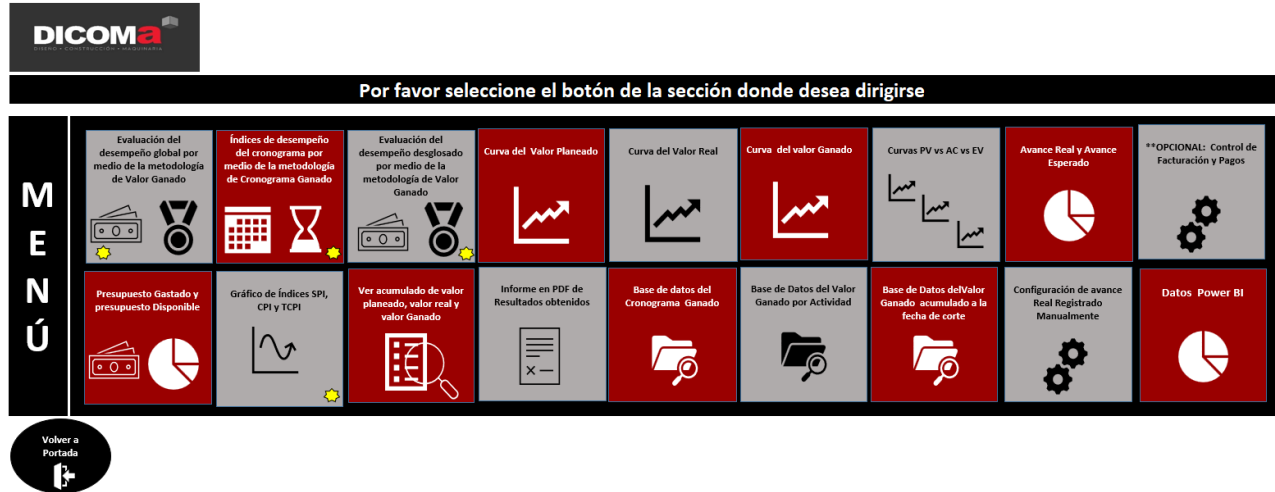 DICOMa
DISEÑO • CONSTRUCCIÓN • MAQUINARIA
Por favor seleccione el botón de la sección donde desea dirigirse
MENÚ
Evaluación del
desempeño global por
medio de la metodología
de Valor Ganado
Índices de desempeño
del cronograma por
medio de la metodología
de Cronograma Ganado
Evaluación del
desempeño desglosado
por medio de la
metodología de Valor
Ganado
Curva del Valor Planeado
Curva del Valor Real
Curva del valor Ganado
Curvas PV vs AC vs EV
Avance Real y Avance
Esperado
**OPCIONAL: Control de
Facturación y Pagos
Presupuesto Gastado y
presupuesto Disponible
Gráfico de Índices SPI,
CPI y TCPI
Ver acumulado de valor
planeado, valor real y
valor Ganado
Informe en PDF de
Resultados obtenidos
Base de datos del
Cronograma Ganado
Base de Datos del Valor
Ganado por Actividad
Base de Datos delValor
Ganado acumulado a la
fecha de corte
Configuración de avance
Real Registrado
Manualmente
Datos Power BI
Volver a
Portada